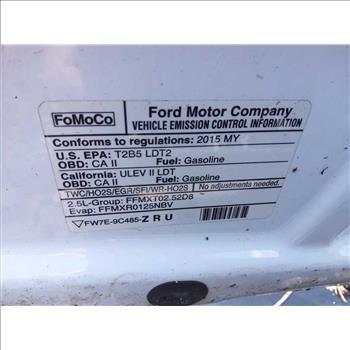 FoMoCo
Ford Motor Company
VEHICLE EMISSION CONTROL INFORMATION
Conforms to regulations: 2015 MY
U.S. EPA: T2B5 LDT2
OBD: CA II Fuel: Gasoline
California: ULEV II LDT
OBD: CA II Fuel: Gasoline
TWC/HO2S/EGR/SFI/WR-HO2S No adjustments needed.
2.5L-Group: FFMXT02.52D8
Evap: FFMXR0125NBV
FW7E-9C485-ZRU